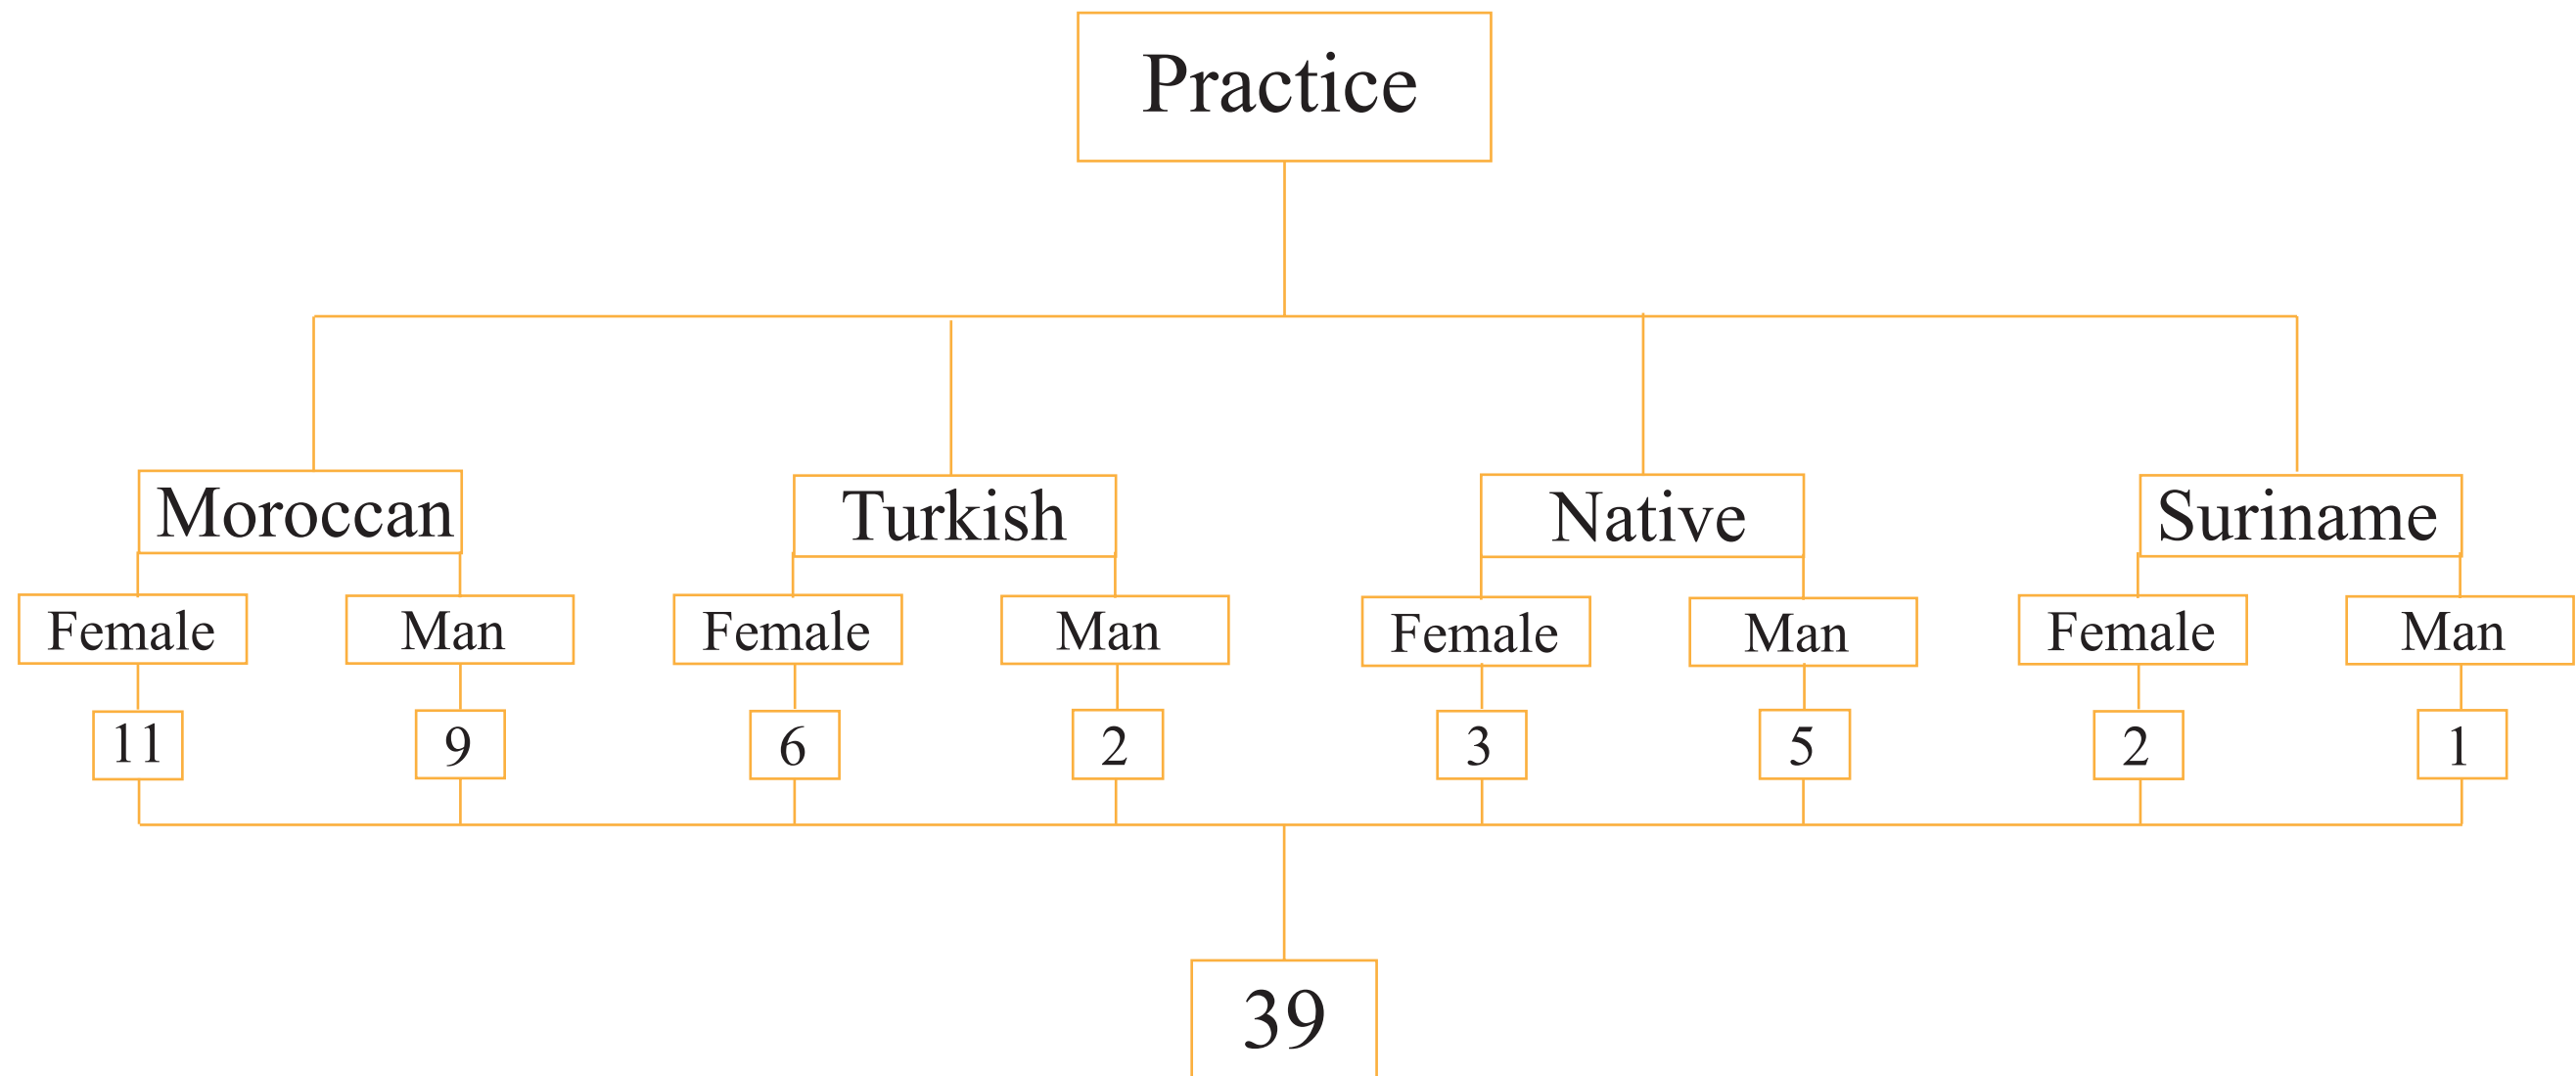 Practice
Moroccan Turkish Native Suriname
Female Man Female Man Female Man Female Man
11 9 6 2 3 5 2 1
39